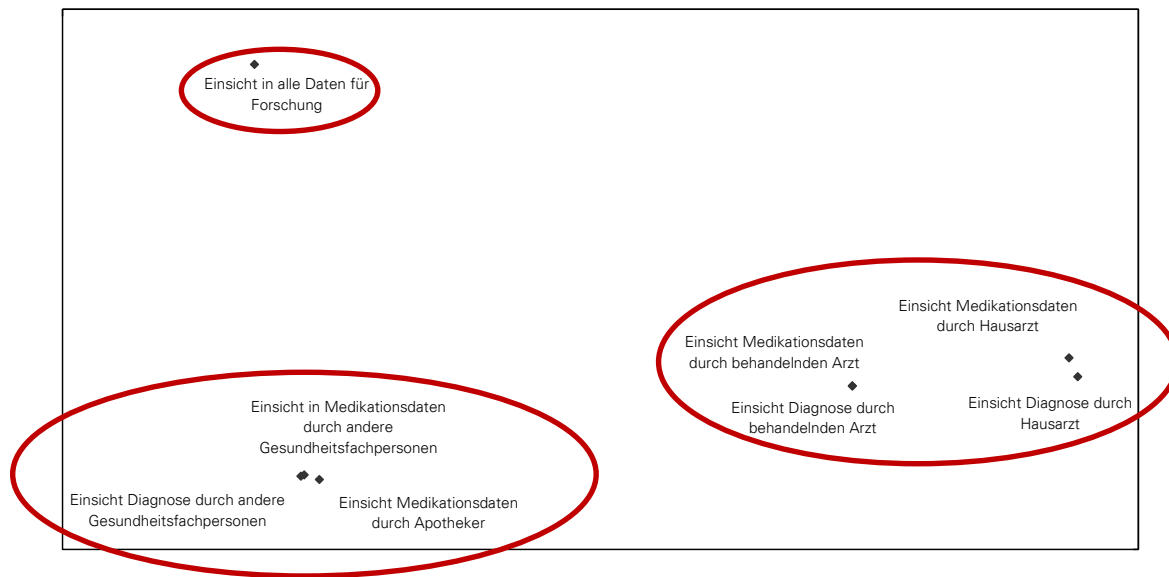 Einsicht in alle Daten für
Forschung
Einsicht Medikationsdaten
durch Hausarzt
Einsicht Medikationsdaten
durch behandelnden Arzt
Einsicht Diagnose durch
behandelnden Arzt
Einsicht Diagnose durch
Hausarzt
Einsicht in Medikationsdaten
durch andere
Gesundheitsfachpersonen
Einsicht Diagnose durch andere
Gesundheitsfachpersonen
Einsicht Medikationsdaten
durch Apotheker